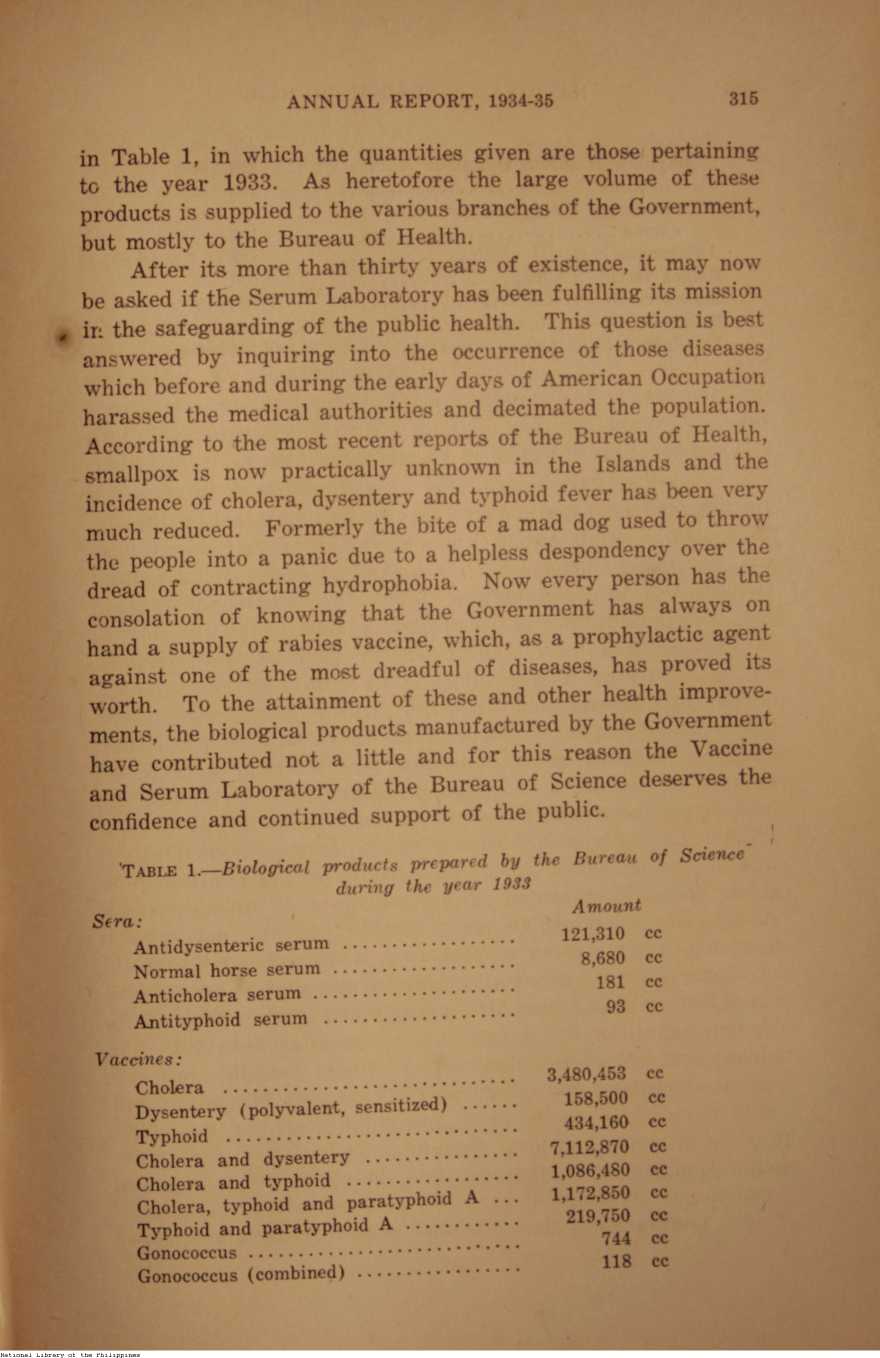 ANNUAL REPORT, 1934-35 315
in Table 1, in which the quantities given are those pertaining
to the year 1933. As heretofore the large volume of these
products is supplied to the various branches of the Government,
but mostly to the Bureau of Health.
After its more than thirty years of existence, it may now
be asked if the Serum Laboratory has been fulfilling its mission
in the safeguarding of the public health. This question is best
answered by inquiring into the occurrence of those diseases
which before and during the early days of American Occupation
harassed the medical authorities and decimated the population.
According to the most recent reports of the Bureau of Health,
smallpox is now practically unknown in the Islands and the
incidence of cholera, dysentery and typhoid fever has been very
much reduced. Formerly the bite of a mad dog used to throw
the people into a panic due to a helpless despondency over the
dread of contracting hydrophobia. Now every person has the
consolation of knowing that the Government has always on
hand a supply of rabies vaccine, which, as a prophylactic agent
against one of the most dreadful of diseases, has proved its
worth. To the attainment of these and other health improve-
ments, the biological products manufactured by the Government
have contributed not a little and for this reason the Vaccine
and Serum Laboratory of the Bureau of Science deserves the
confidence and continued support of the public.
TABLE 1.—Biological products prepared by the Bureau of Science
during the year 1933
Amount
Sera:
Antidysenteric serum .................. 121,310 cc
Normal horse serum ................... 8,680 cc
Anticholera serum ..................... 181 cc
Antityphoid serum .................... 93 cc
Vaccines:
Cholera .............................. 3,480,453 cc
Dysentery (polyvalent, sensitized) ...... 158,500 cc
Typhoid .............................. 434,160 cc
Cholera and dysentery ................ 7,112,870 cc
Cholera and typhoid .................. 1,086,480 cc
Cholera, typhoid and paratyphoid A ... 1,172,850 cc
Typhoid and paratyphoid A ............ 219,750 cc
Gonococcus ............................ 744 cc
Gonococcus (combined) ................. 118 cc
National Library of the Philippines